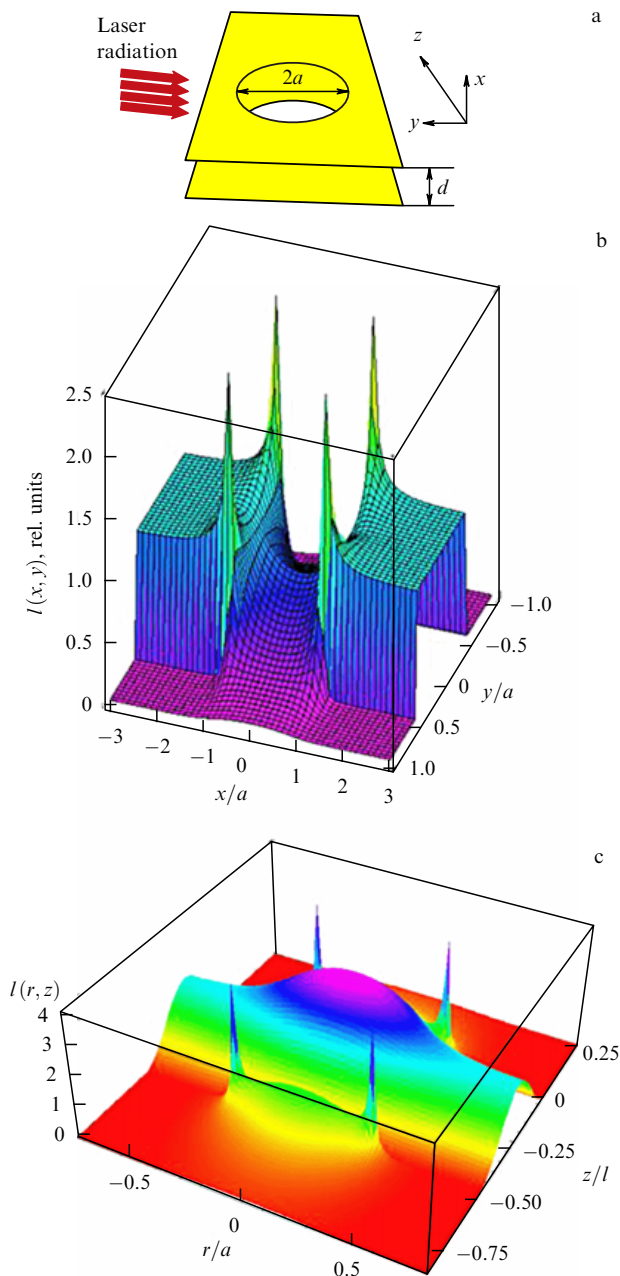 a
Laser
radiation
2a
z
x
y
d
b
2.5
2.0
1.5
1.0
0.5
0
l(x, y), rel. units
−3
−2
−1
0
1
2
3
x/a
−1.0
−0.5
0
0.5
1.0
y/a
c
l(r, z)
4
3
2
1
0
−0.5
0
0.5
r/a
0.25
0
−0.25
−0.50
−0.75
z/l